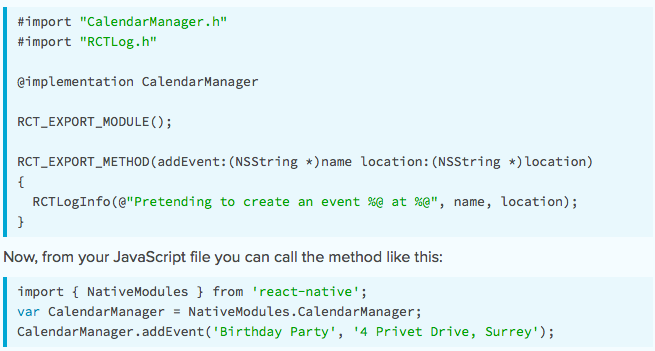 #import "CalendarManager.h"
#import "RCTLog.h"
@implementation CalendarManager
RCT_EXPORT_MODULE();
RCT_EXPORT_METHOD(addEvent:(NSString *)name location:(NSString *)location)
{
  RCTLogInfo(@"Pretending to create an event %@ at %@", name, location);
}
Now, from your JavaScript file you can call the method like this:
import { NativeModules } from 'react-native';
var CalendarManager = NativeModules.CalendarManager;
CalendarManager.addEvent('Birthday Party', '4 Privet Drive, Surrey');